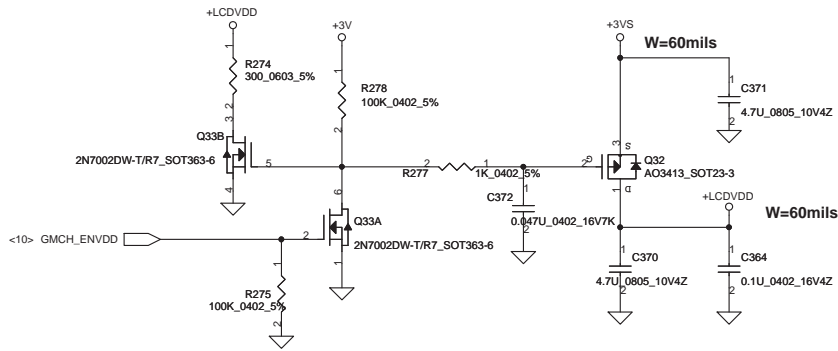 +LCDVDD
+3V
+3VS
W=60mils
1
R274
300_0603_5%
2
1
R278
100K_0402_5%
2
1
C371
4.7U_0805_10V4Z
2
Q33B
3
2N7002DW-T/R7_SOT363-6
5
4
2
R277
1
1K_0402_5%
2
G
3
S
Q32
AO3413_SOT23-3
1
D
6
Q33A
2
2N7002DW-T/R7_SOT363-6
1
C372
1
0.047U_0402_16V7K
2
+LCDVDD
W=60mils
<10> GMCH_ENVDD
1
R275
100K_0402_5%
2
1
C370
4.7U_0805_10V4Z
2
1
C364
0.1U_0402_16V4Z
2